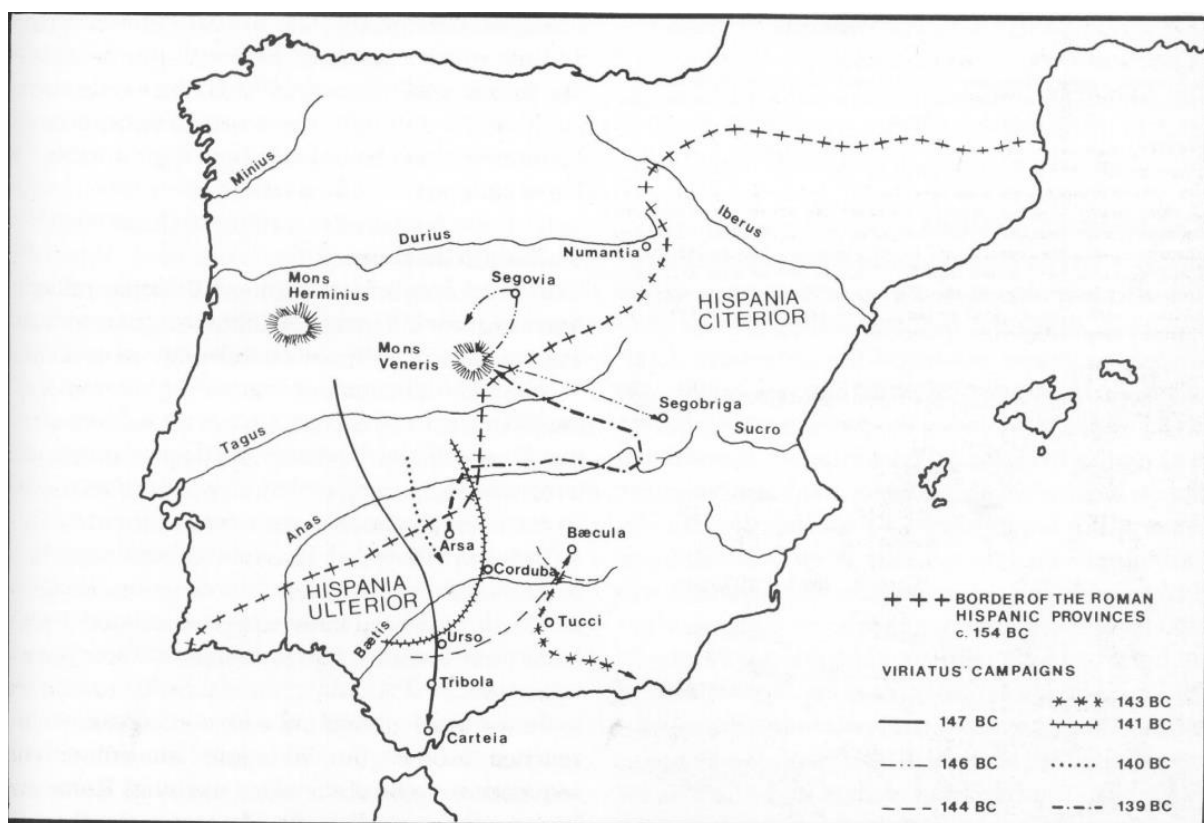 Minius
Durius
Iberus
Numantia
Mons
Herminius
Segovia
HISPANIA
CITERIOR
Mons
Veneris
Segobriga
Sucro
Tagus
Anas
Arsa
Bæcula
Corduba
HISPANIA
ULTERIOR
Tucci
Bætis
Urso
Tribola
Carteia
BORDER OF THE ROMAN
HISPANIC PROVINCES
c. 154 BC
VIRIATUS' CAMPAIGNS
147 BC
146 BC
144 BC
143 BC
141 BC
140 BC
139 BC